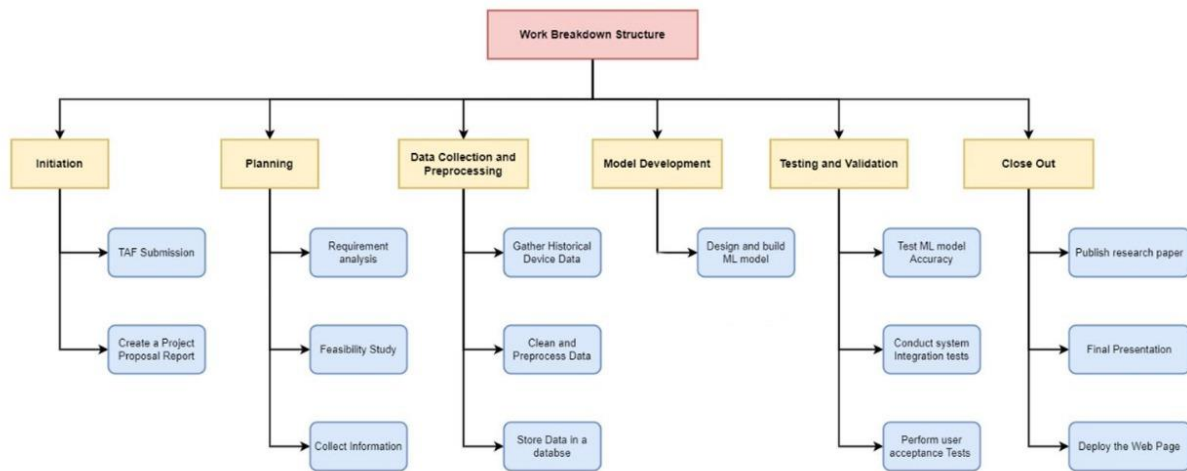 Work Breakdown Structure
Initiation
Planning
Data Collection and
Preprocessing
Model Development
Testing and Validation
Close Out
TAF Submission
Requirement
analysis
Gather Historical
Device Data
Design and build
ML model
Test ML model
Accuracy
Publish research paper
Create a Project
Proposal Report
Feasibility Study
Clean and
Preprocess Data
Conduct system
Integration tests
Final Presentation
Collect Information
Store Data in a
databse
Perform user
acceptance Tests
Deploy the Web Page